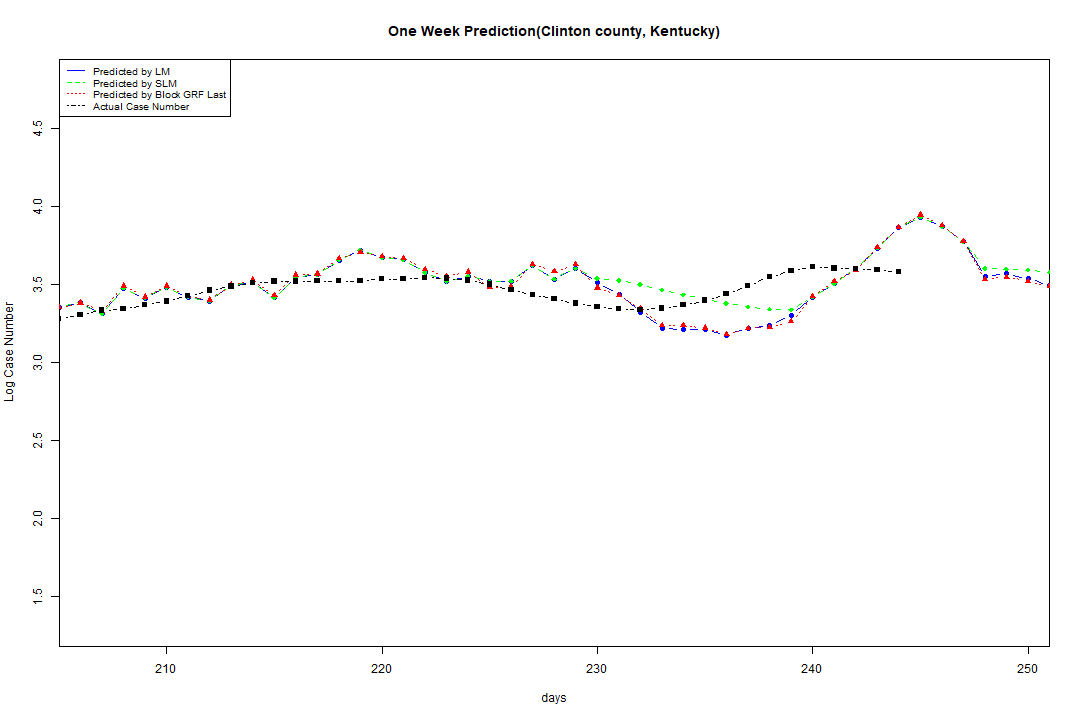 One Week Prediction(Clinton county, Kentucky)
Predicted by LM
Predicted by SLM
Predicted by Block GRF Last
Actual Case Number
Log Case Number
4.5
4.0
3.5
3.0
2.5
2.0
1.5
210 220 230 240 250
days